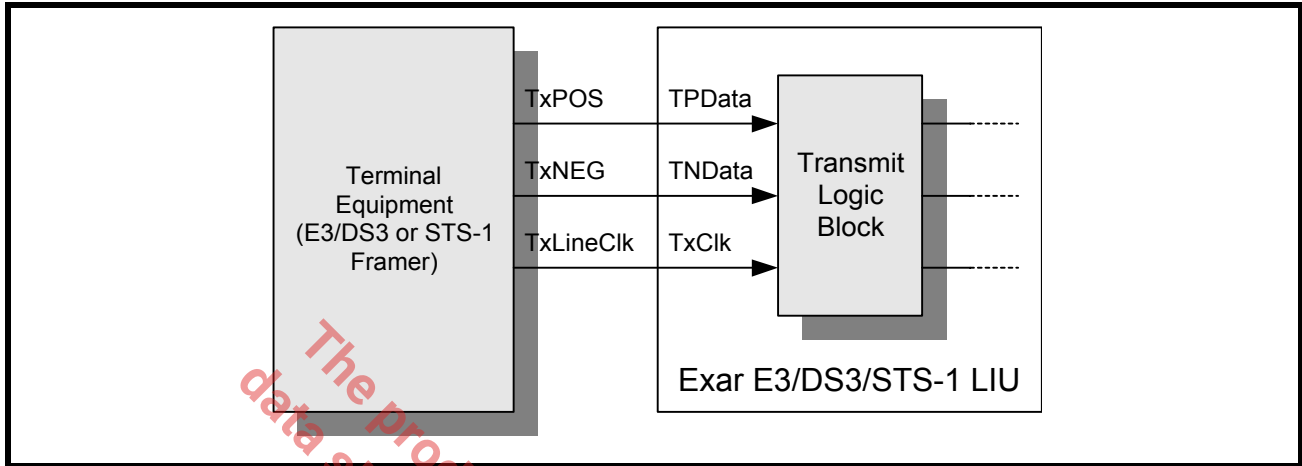 TxPOS TPData
TxNEG TNData
TxLineClk TxClk
Terminal
Equipment
(E3/DS3 or STS-1
Framer)
Transmit
Logic
Block
Exar E3/DS3/STS-1 LIU
The
data